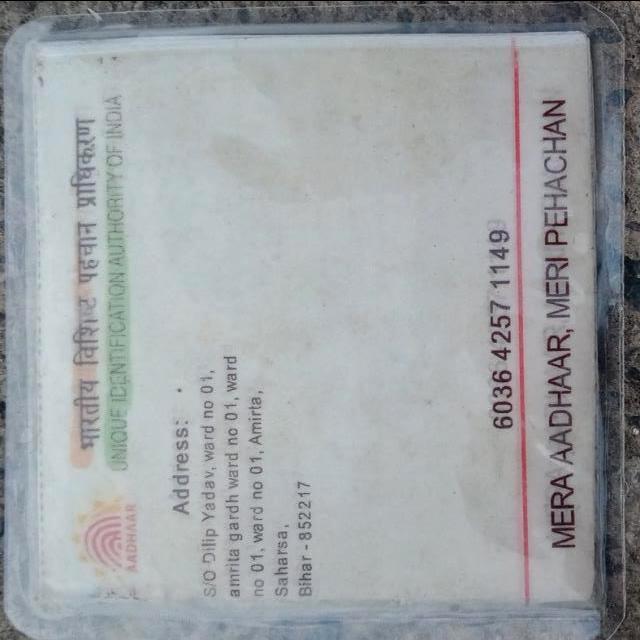 भारतीय विशिष्ट पहचान प्राधिकरण
UNIQUE IDENTIFICATION AUTHORITY OF INDIA
AADHAAR
Address:
S/O Dilip Yadav, ward no 01,
amrita gardh ward no 01, ward
no 01, ward no 01, Amirta,
Saharsa,
Bihar - 852217
6036 4257 1149
MERA AADHAAR, MERI PEHACHAN